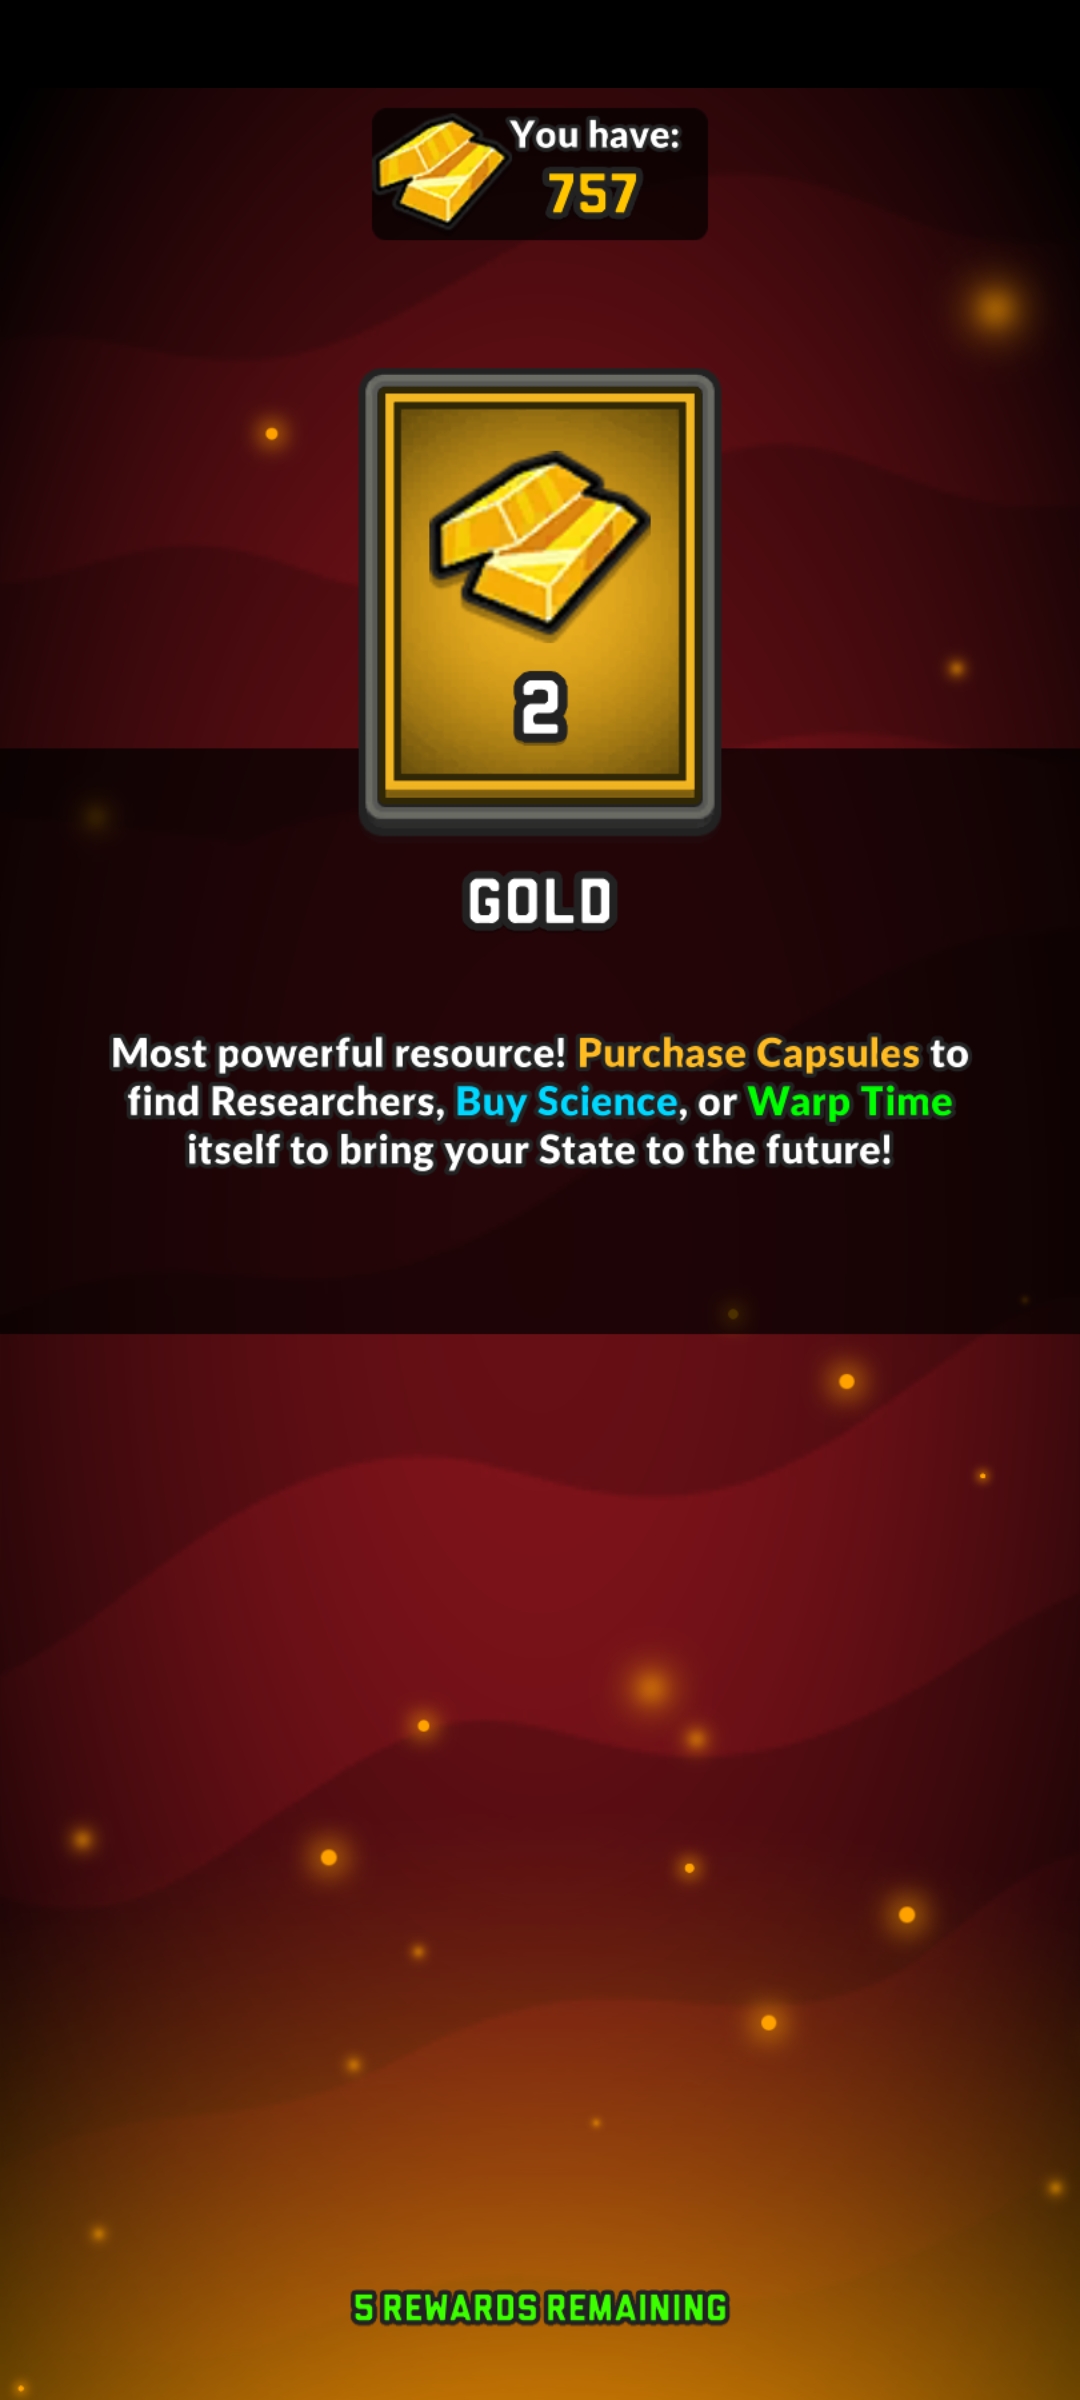 You have:
757
2
GOLD
Most powerful resource! Purchase Capsules to
find Researchers, Buy Science, or Warp Time
itself to bring your State to the future!
5 REWARDS REMAINING